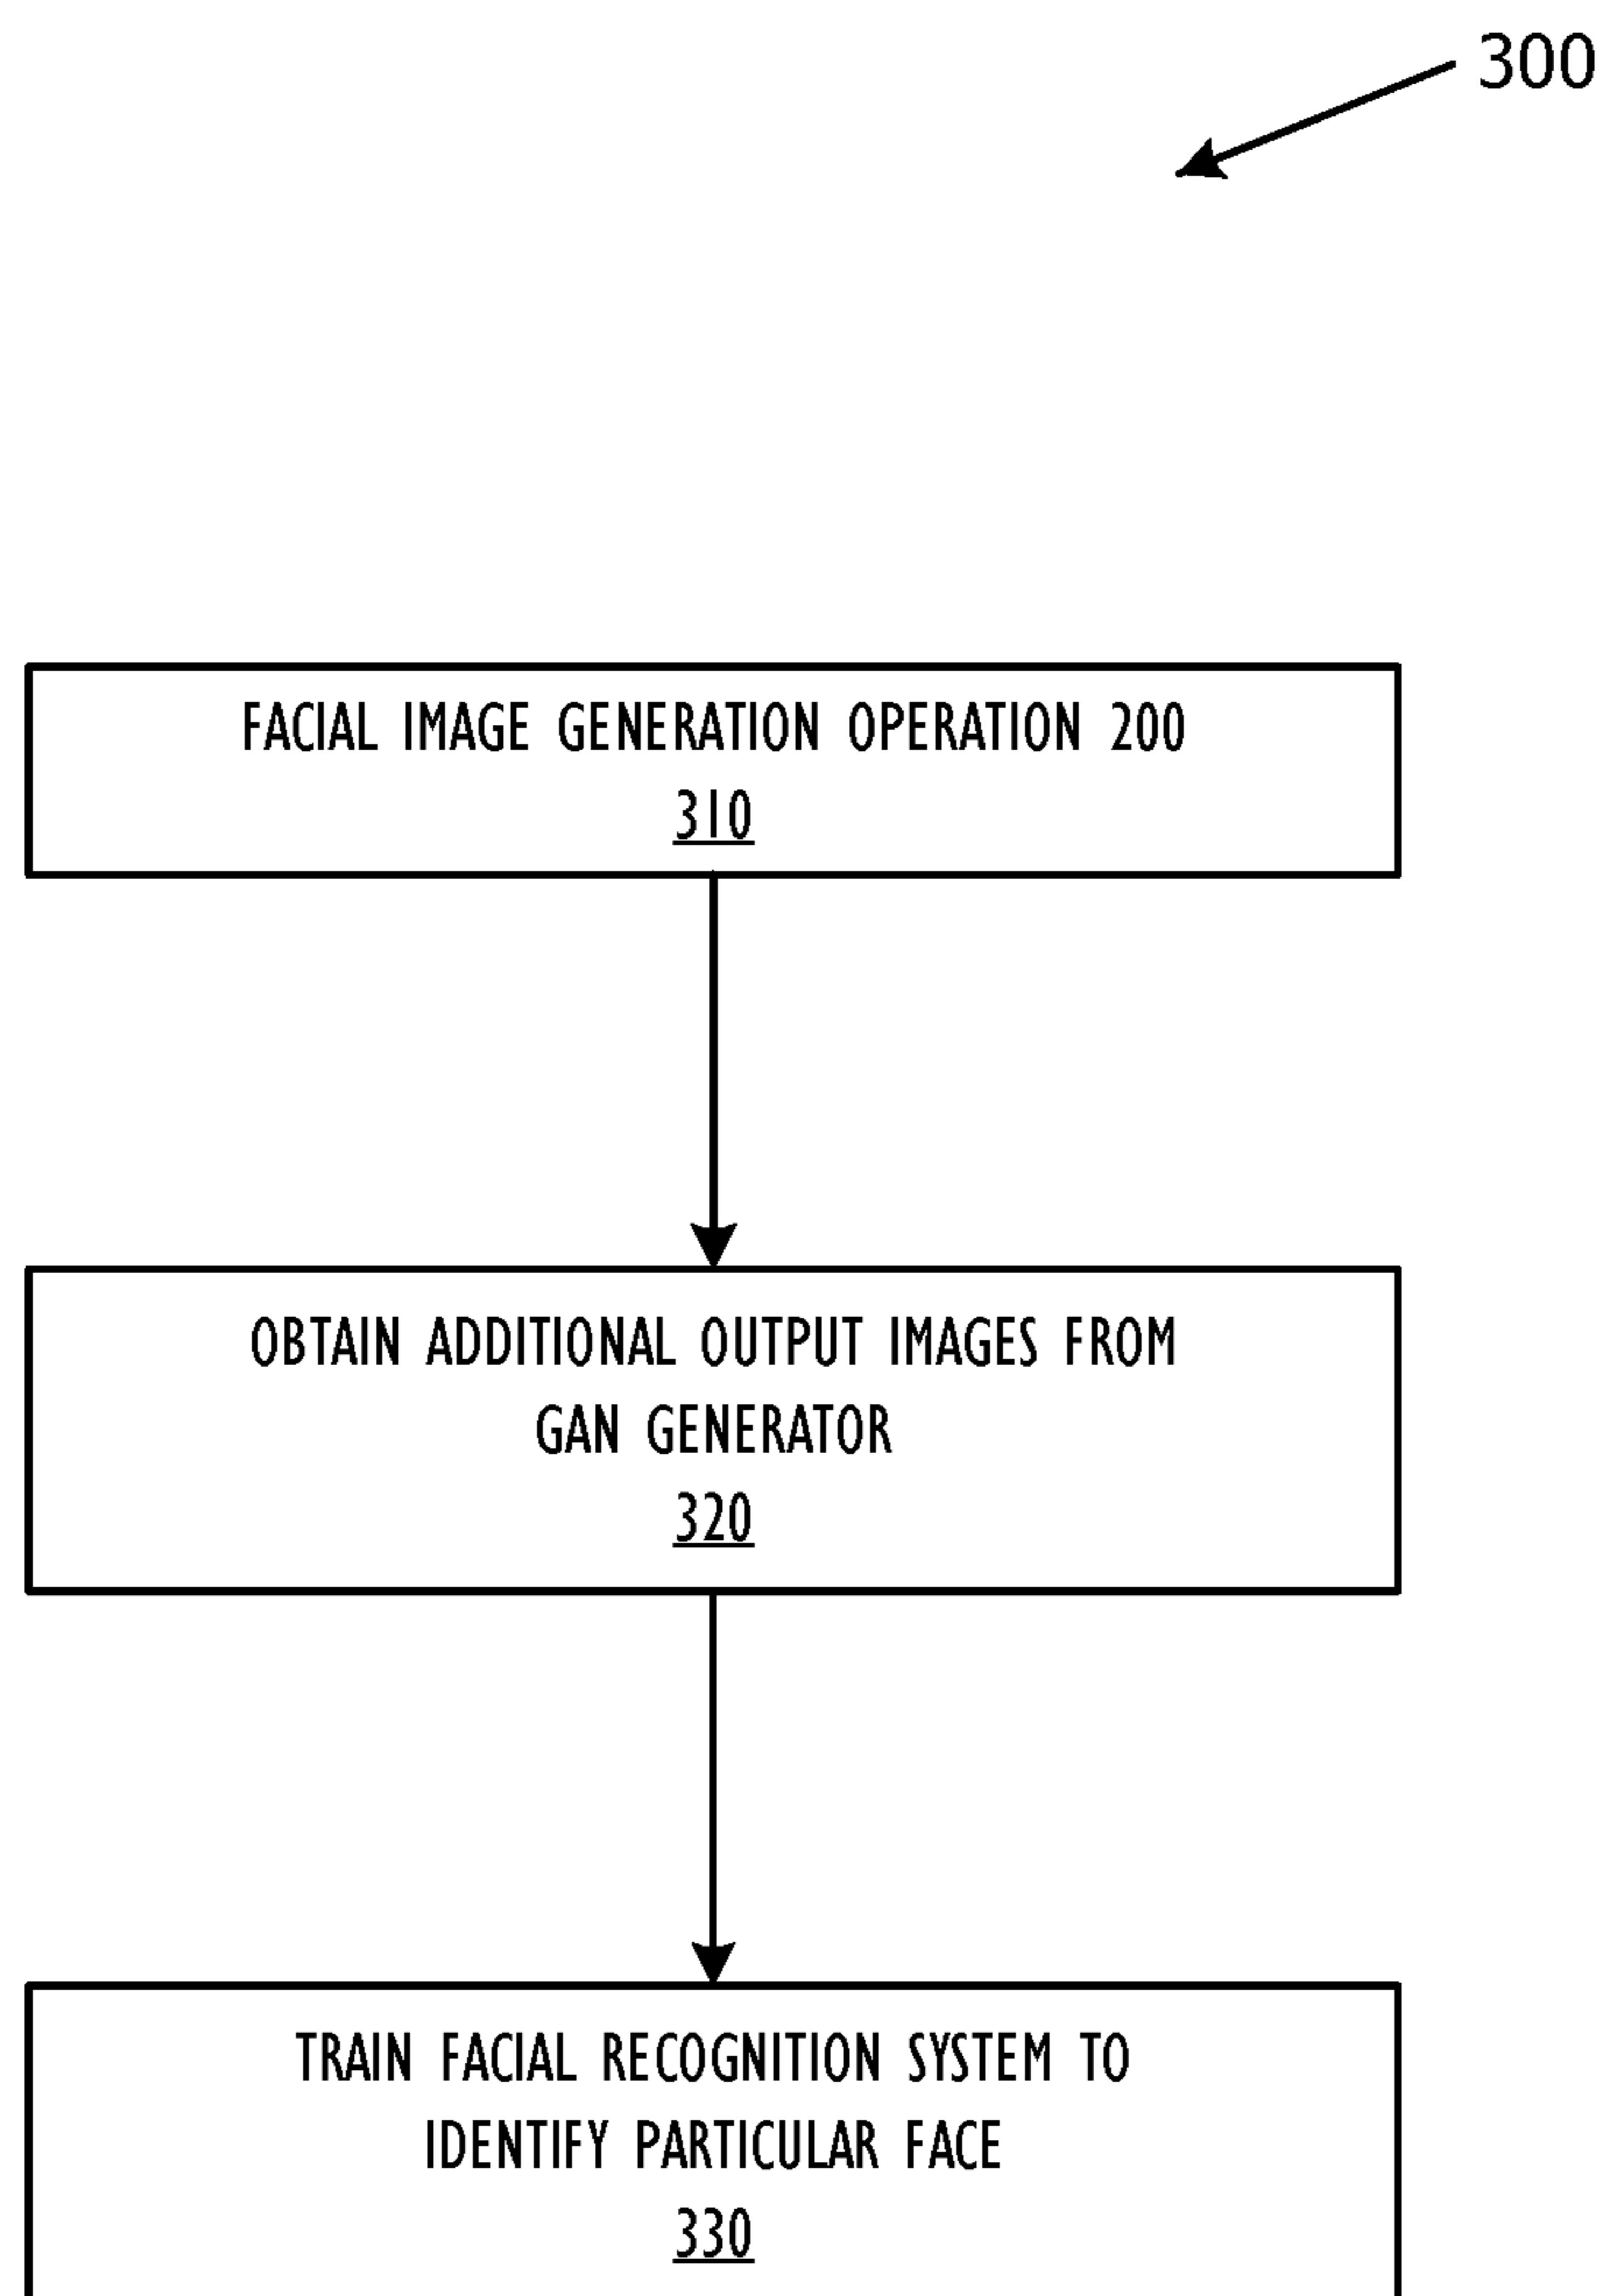 300
FACIAL IMAGE GENERATION OPERATION 200
310
OBTAIN ADDITIONAL OUTPUT IMAGES FROM
GAN GENERATOR
320
TRAIN FACIAL RECOGNITION SYSTEM TO
IDENTIFY PARTICULAR FACE
330